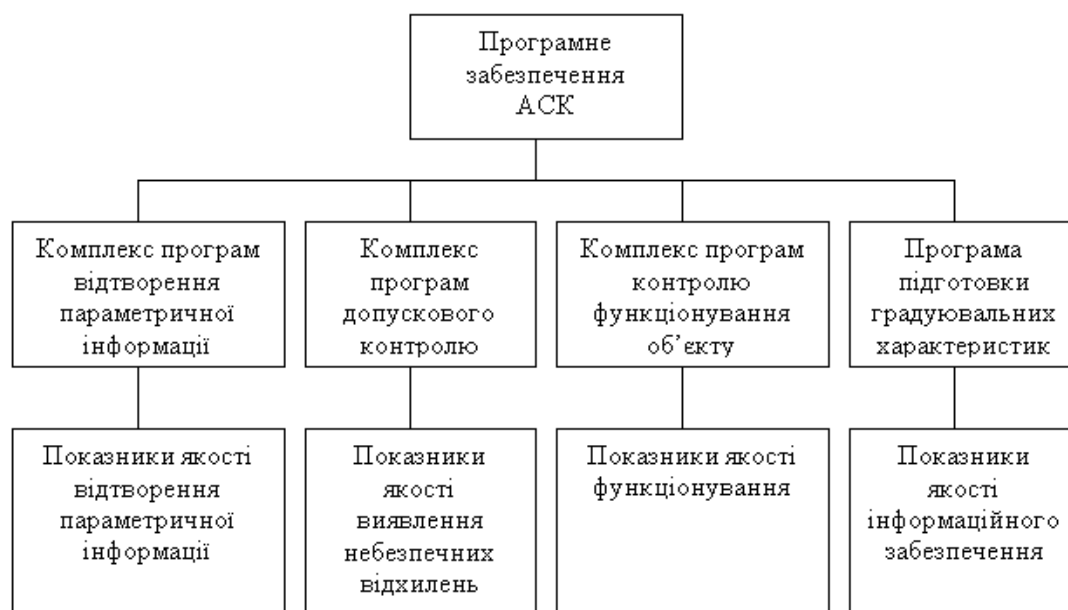 Програмне
забезпечення
АСК
Комплекс програм
відтворення
параметричної
інформації
Комплекс
програм
допускового
контролю
Комплекс програм
контролю
функціонування
об’єкту
Програма
підготовки
градуювальних
характеристик
Показники якості
відтворення
параметричної
інформації
Показники
якості
виявлення
небезпечних
відхилень
Показники якості
функціонування
Показники
якості
інформаційного
забезпечення